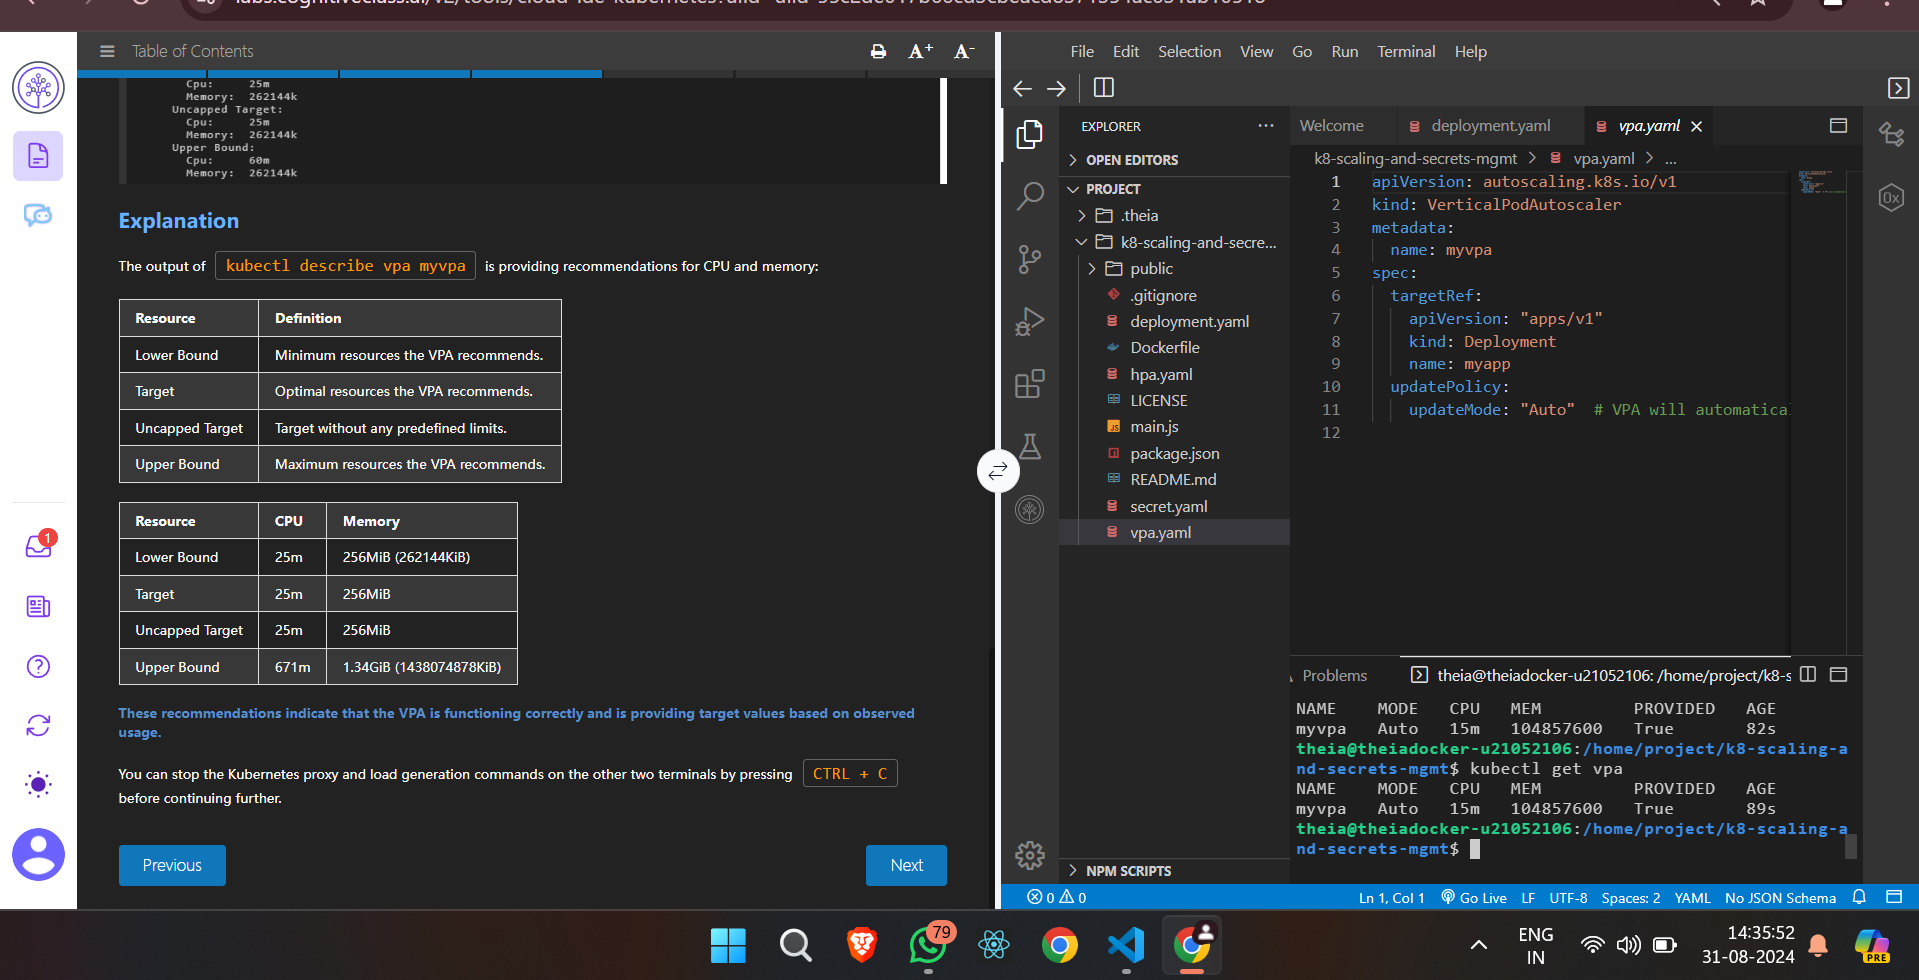 Table of Contents
A+ A-
Cpu: 25m
Memory: 262144k
Uncapped Target:
Cpu: 25m
Memory: 262144k
Upper Bound:
Cpu: 60m
Memory: 262144k
Explanation
The output of kubectl describe vpa myvpa is providing recommendations for CPU and memory:
Resource Definition
Lower Bound Minimum resources the VPA recommends.
Target Optimal resources the VPA recommends.
Uncapped Target Target without any predefined limits.
Upper Bound Maximum resources the VPA recommends.
Resource CPU Memory
Lower Bound 25m 256MiB (262144KiB)
Target 25m 256MiB
Uncapped Target 25m 256MiB
Upper Bound 671m 1.34GiB (1438074878KiB)
These recommendations indicate that the VPA is functioning correctly and is providing target values based on observed
usage.
You can stop the Kubernetes proxy and load generation commands on the other two terminals by pressing CTRL + C
before continuing further.
Previous Next
1
File Edit Selection View Go Run Terminal Help
EXPLORER
OPEN EDITORS
PROJECT
.theia
k8-scaling-and-secre...
public
.gitignore
deployment.yaml
Dockerfile
hpa.yaml
LICENSE
main.js
package.json
README.md
secret.yaml
vpa.yaml
NPM SCRIPTS
Welcome deployment.yaml vpa.yaml
k8-scaling-and-secrets-mgmt > vpa.yaml > ...
1 apiVersion: autoscaling.k8s.io/v1
2 kind: VerticalPodAutoscaler
3 metadata:
4 name: myvpa
5 spec:
6 targetRef:
7 apiVersion: "apps/v1"
8 kind: Deployment
9 name: myapp
10 updatePolicy:
11 updateMode: "Auto" # VPA will automatica
12
Problems theia@theiadocker-u21052106: /home/project/k8-s
NAME MODE CPU MEM PROVIDED AGE
myvpa Auto 15m 104857600 True 82s
theia@theiadocker-u21052106:/home/project/k8-scaling-a
nd-secrets-mgmt$ kubectl get vpa
NAME MODE CPU MEM PROVIDED AGE
myvpa Auto 15m 104857600 True 89s
theia@theiadocker-u21052106:/home/project/k8-scaling-a
nd-secrets-mgmt$
0 0 Ln 1, Col 1 Go Live LF UTF-8 Spaces: 2 YAML No JSON Schema
0x
79
ENG
IN
14:35:52
31-08-2024
PRE